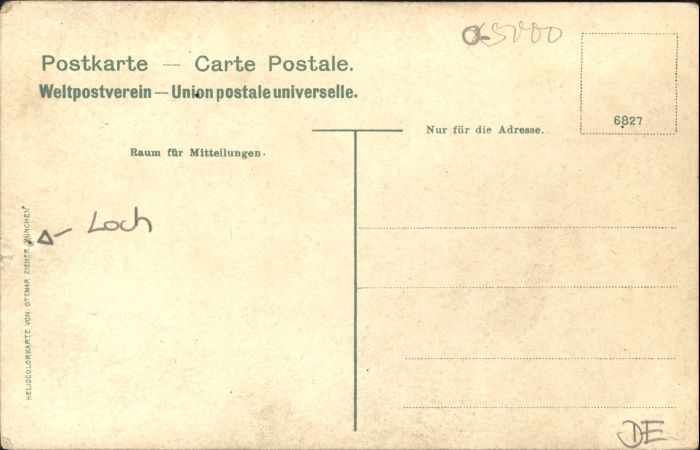 Postkarte — Carte Postale.
Weltpostverein — Union postale universelle.
6827
Nur für die Adresse.
Raum für Mitteilungen.
Loch
HELIOCOLORKARTE VON OTTMAR ZIEHER, MÜNCHEN
DE